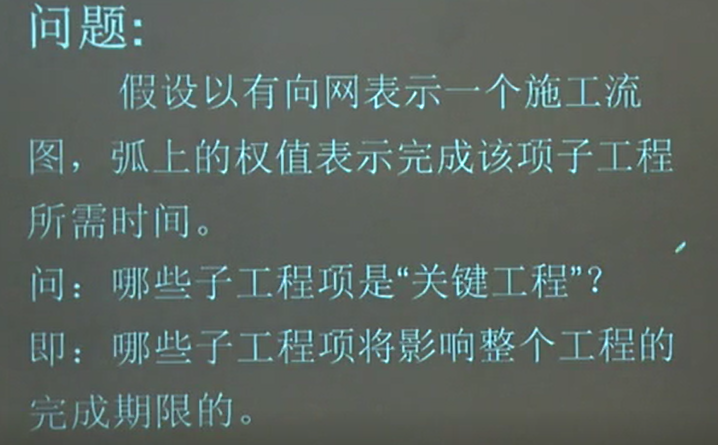 问题:
假设以有向网表示一个施工流
图，弧上的权值表示完成该项子工程
所需时间。
问：哪些子工程项是“关键工程”？
即：哪些子工程项将影响整个工程的
完成期限的。